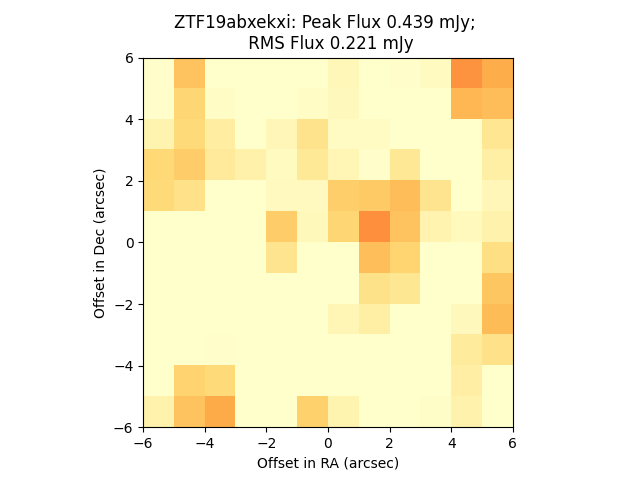 ZTF19abxekxi: Peak Flux 0.439 mJy;
RMS Flux 0.221 mJy
6
4
2
0
−2
−4
−6
Offset in Dec (arcsec)
−6 −4 −2 0 2 4 6
Offset in RA (arcsec)